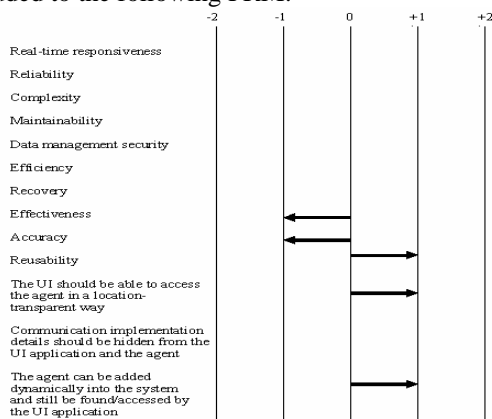 -2 -1 0 +1 +2
Real-time responsiveness
Reliability
Complexity
Maintainability
Data management security
Efficiency
Recovery
Effectiveness
Accuracy
Reusability
The UI should be able to access
the agent in a location-
transparent way
Communication implementation
details should be hidden from the
UI application and the agent
The agent can be added
dynamically into the system
and still be found/accessed by
the UI application